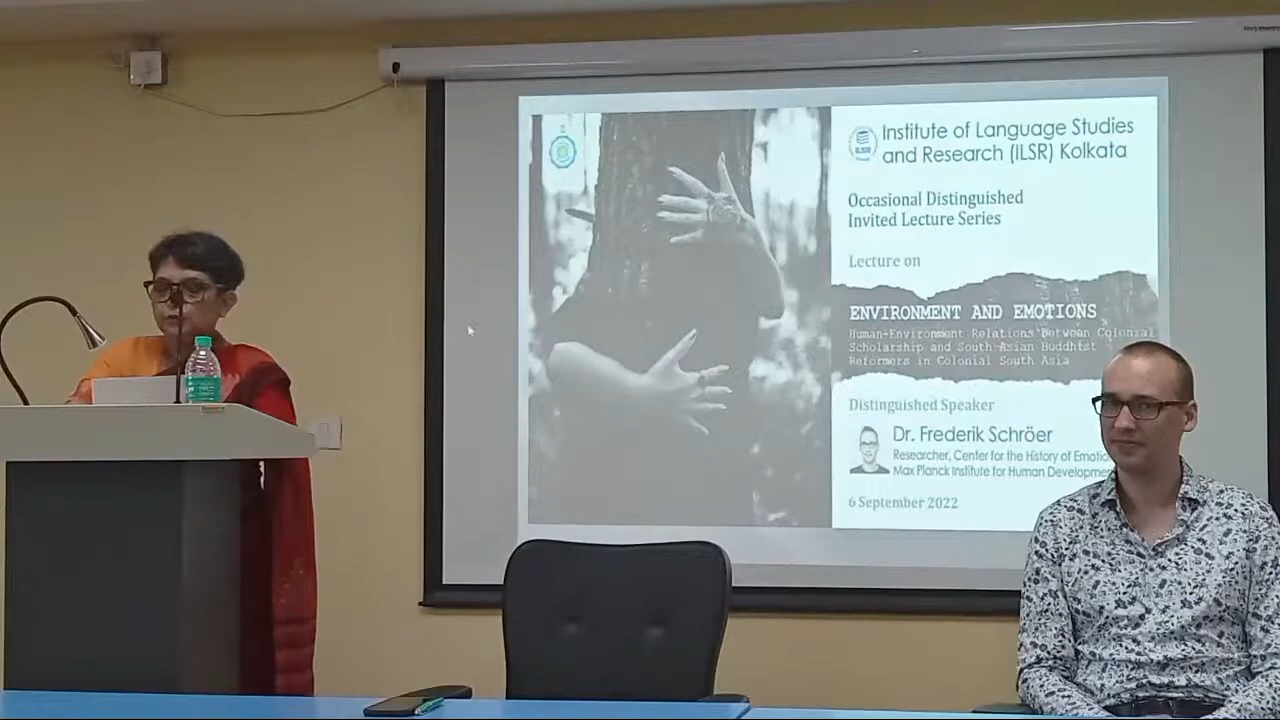 Institute of Language Studies
and Research (ILSR) Kolkata
ILSR
Occasional Distinguished
Invited Lecture Series
Lecture on
ENVIRONMENT AND EMOTIONS
Human-Environment Relations Between Colonial
Scholarship and South Asian Buddhist
Reformers in Colonial South Asia
Distinguished Speaker
Dr. Frederik Schröer
Researcher, Center for the History of
Max Planck Institute for Human
6 September 2022